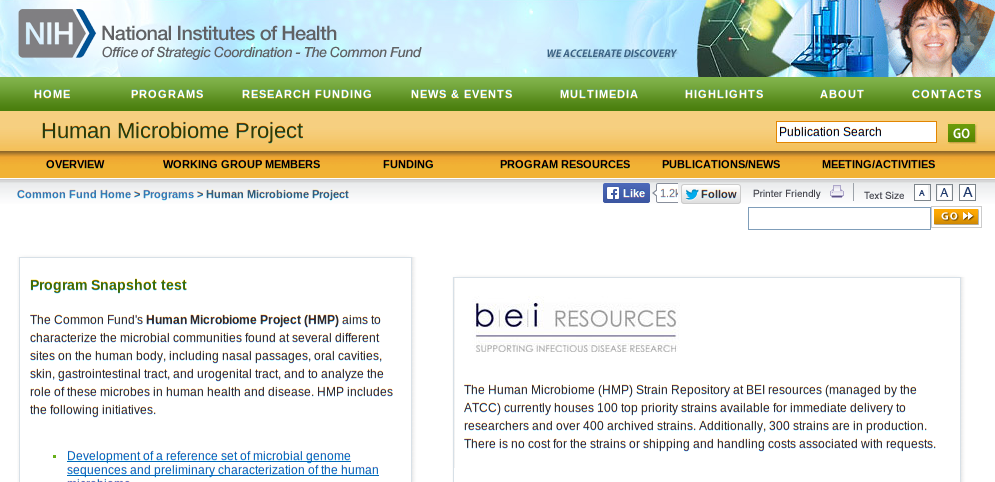 NIH National Institutes of Health
Office of Strategic Coordination - The Common Fund
WE ACCELERATE DISCOVERY
HOME PROGRAMS RESEARCH FUNDING NEWS & EVENTS MULTIMEDIA HIGHLIGHTS ABOUT CONTACTS
Human Microbiome Project
Publication Search GO
OVERVIEW WORKING GROUP MEMBERS FUNDING PROGRAM RESOURCES PUBLICATIONS/NEWS MEETING/ACTIVITIES
Common Fund Home > Programs > Human Microbiome Project
Like 1.2k Follow Printer Friendly Text Size A A A
GO
Program Snapshot test
The Common Fund's Human Microbiome Project (HMP) aims to
characterize the microbial communities found at several different
sites on the human body, including nasal passages, oral cavities,
skin, gastrointestinal tract, and urogenital tract, and to analyze the
role of these microbes in human health and disease. HMP includes
the following initiatives.
Development of a reference set of microbial genome
sequences and preliminary characterization of the human
bei RESOURCES
SUPPORTING INFECTIOUS DISEASE RESEARCH
The Human Microbiome (HMP) Strain Repository at BEI resources (managed by the
ATCC) currently houses 100 top priority strains available for immediate delivery to
researchers and over 400 archived strains. Additionally, 300 strains are in production.
There is no cost for the strains or shipping and handling costs associated with requests.